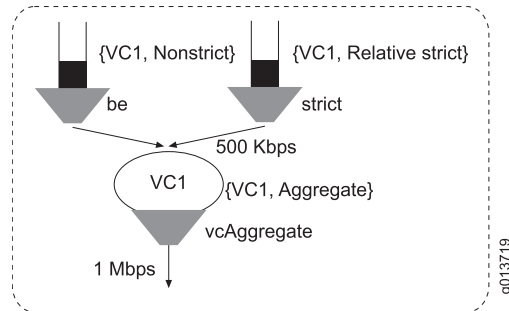 {VC1, Nonstrict}
{VC1, Relative strict}
be
strict
500 Kbps
VC1
{VC1, Aggregate}
vcAggregate
1 Mbps
g013719